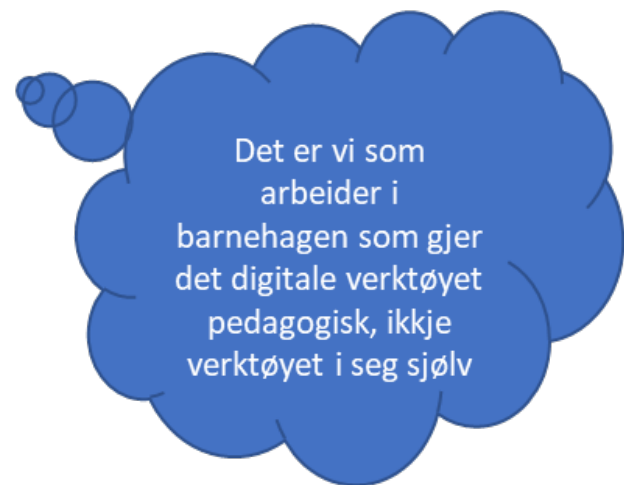 Det er vi som
arbeider i
barnehagen som gjer
det digitale verktøyet
pedagogisk, ikkje
verktøyet i seg sjølv